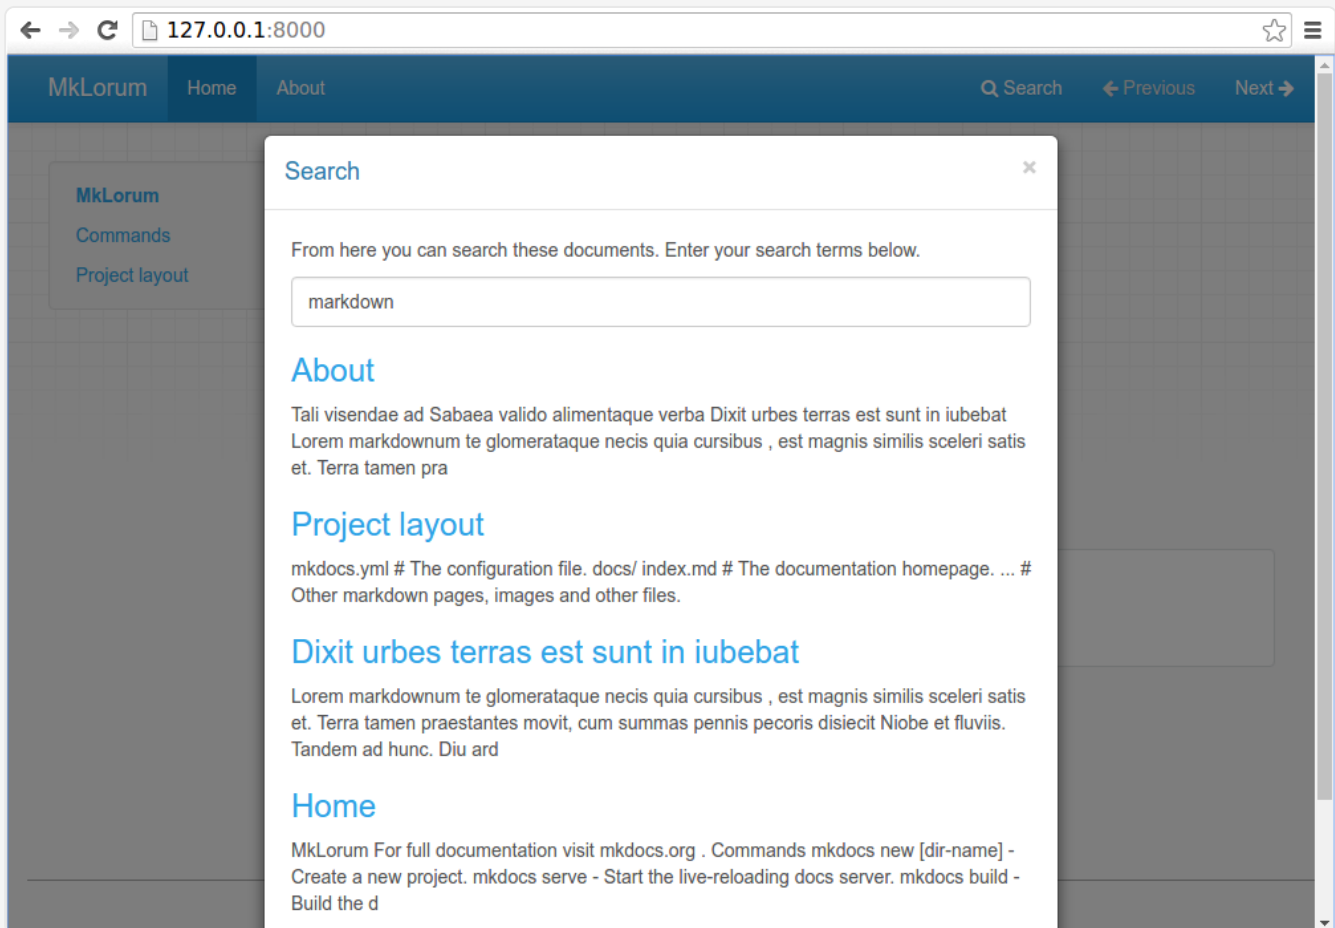 127.0.0.1:8000
MkLorum Home About Search Previous Next
MkLorum
Commands
Project layout
Search ×
From here you can search these documents. Enter your search terms below.
markdown
About
Tali visendae ad Sabaea valido alimentaque verba Dixit urbes terras est sunt in iubebat
Lorem markdownum te glomerataque necis quia cursibus , est magnis similis sceleri satis
et. Terra tamen pra
Project layout
mkdocs.yml # The configuration file. docs/ index.md # The documentation homepage. ... #
Other markdown pages, images and other files.
Dixit urbes terras est sunt in iubebat
Lorem markdownum te glomerataque necis quia cursibus , est magnis similis sceleri satis
et. Terra tamen praestantes movit, cum summas pennis pecoris disiecit Niobe et fluviis.
Tandem ad hunc. Diu ard
Home
MkLorum For full documentation visit mkdocs.org . Commands mkdocs new [dir-name] -
Create a new project. mkdocs serve - Start the live-reloading docs server. mkdocs build -
Build the d